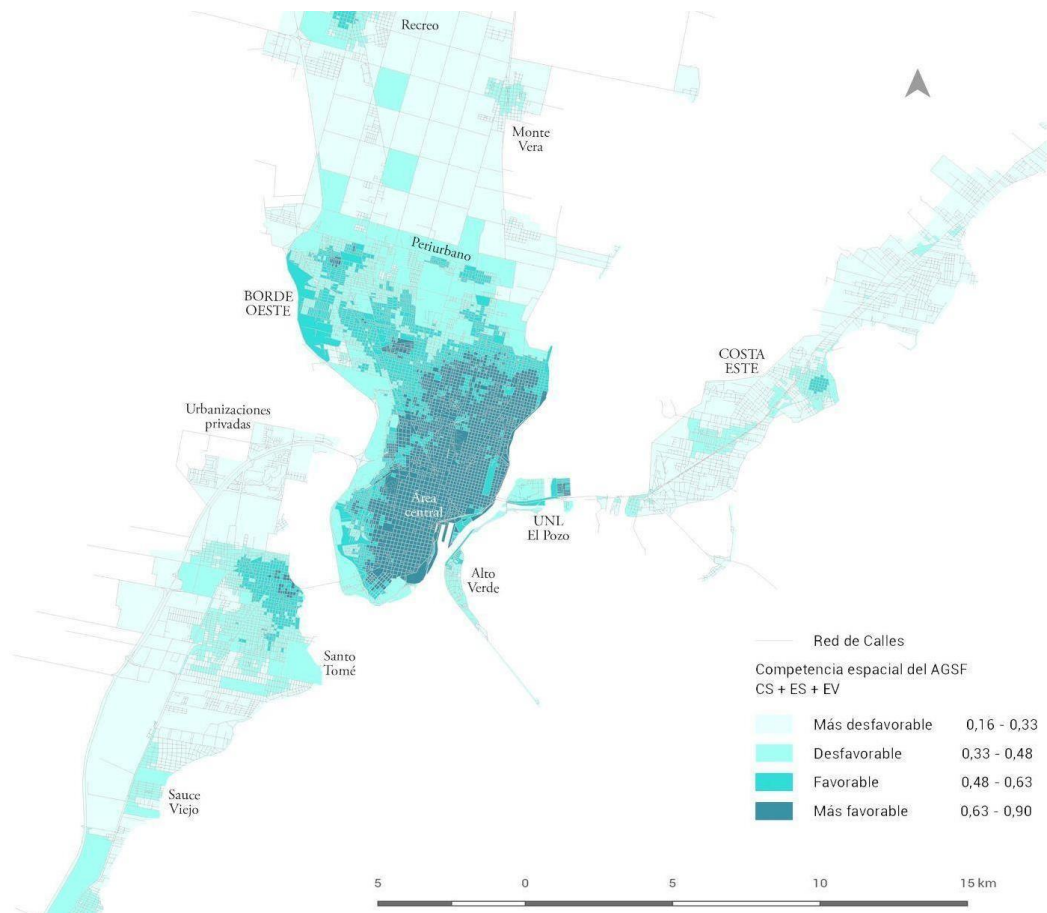 Recreo
Monte
Vera
Periurbano
BORDE
OESTE
COSTA
ESTE
Urbanizaciones
privadas
Área
central
UNL
El Pozo
Alto
Verde
Santo
Tomé
Sauce
Viejo
Red de Calles
Competencia espacial del AGSF
CS + ES + EV
Más desfavorable 0,16 - 0,33
Desfavorable 0,33 - 0,48
Favorable 0,48 - 0,63
Más favorable 0,63 - 0,90
5 0 5 10 15 km